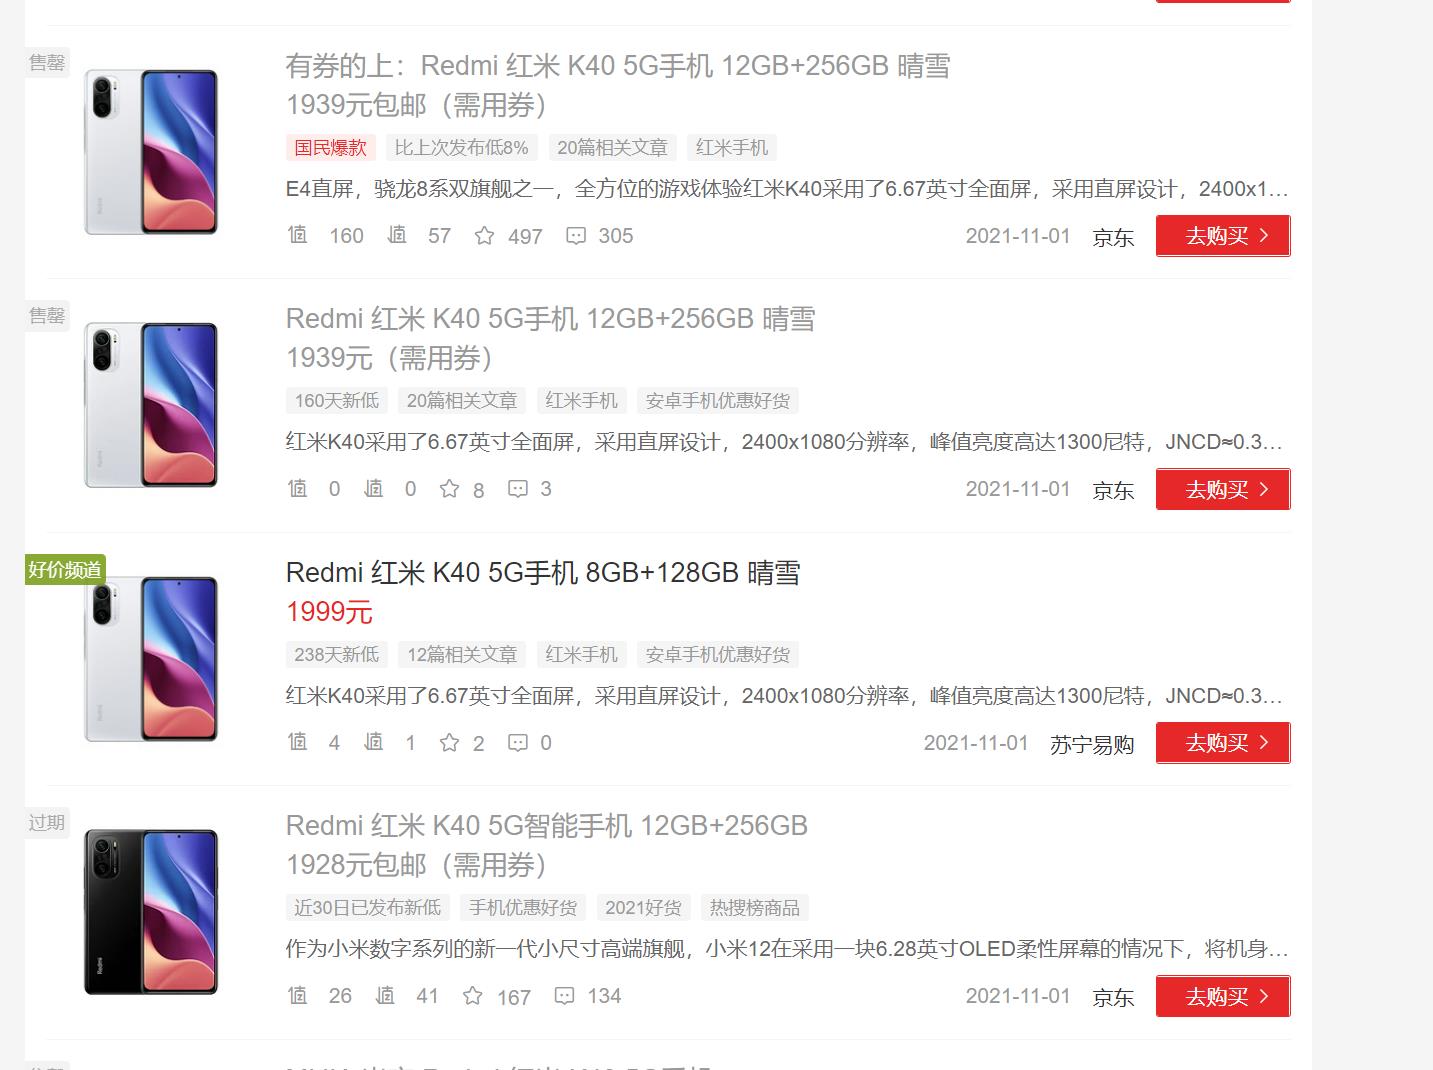 售罄
有券的上：Redmi 红米 K40 5G手机 12GB+256GB 晴雪
1939元包邮（需用券）
国民爆款 比上次发布低8% 20篇相关文章 红米手机
E4直屏，骁龙8系双旗舰之一，全方位的游戏体验红米K40采用了6.67英寸全面屏，采用直屏设计，2400x1…
值 160 值 57 497 305 2021-11-01 京东 去购买
售罄
Redmi 红米 K40 5G手机 12GB+256GB 晴雪
1939元（需用券）
160天新低 20篇相关文章 红米手机 安卓手机优惠好货
红米K40采用了6.67英寸全面屏，采用直屏设计，2400x1080分辨率，峰值亮度高达1300尼特，JNCD≈0.3…
值 0 值 0 8 3 2021-11-01 京东 去购买
好价频道
Redmi 红米 K40 5G手机 8GB+128GB 晴雪
1999元
238天新低 12篇相关文章 红米手机 安卓手机优惠好货
红米K40采用了6.67英寸全面屏，采用直屏设计，2400x1080分辨率，峰值亮度高达1300尼特，JNCD≈0.3…
值 4 值 1 2 0 2021-11-01 苏宁易购 去购买
过期
Redmi 红米 K40 5G智能手机 12GB+256GB
1928元包邮（需用券）
近30日已发布新低 手机优惠好货 2021好货 热搜榜商品
作为小米数字系列的新一代小尺寸高端旗舰，小米12在采用一块6.28英寸OLED柔性屏幕的情况下，将机身…
值 26 值 41 167 134 2021-11-01 京东 去购买